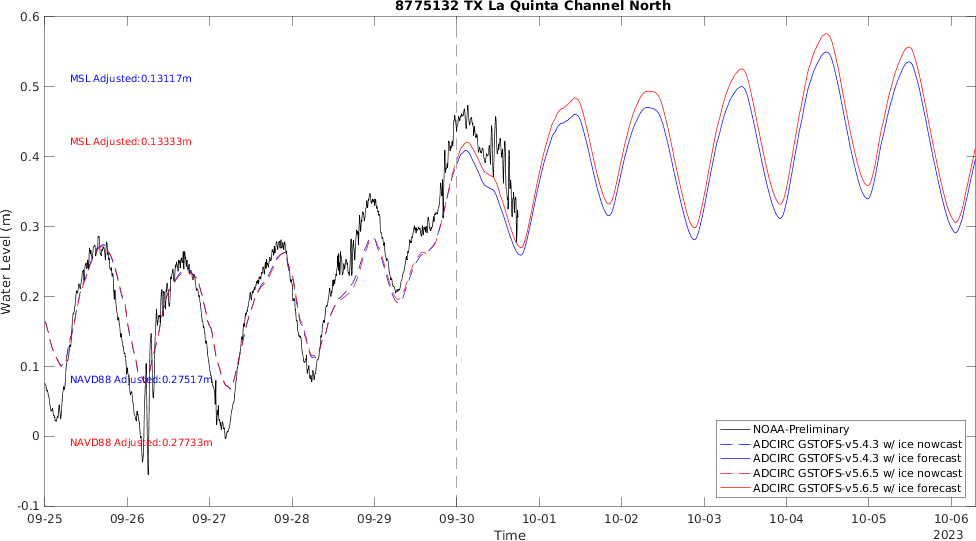 8775132 TX La Quinta Channel North
0.6
0.5
0.4
0.3
0.2
0.1
0
-0.1
Water Level (m)
MSL Adjusted:0.13117m
MSL Adjusted:0.13333m
NAVD88 Adjusted:0.27517m
NAVD88 Adjusted:0.27733m
NOAA-Preliminary
ADCIRC GSTOFS-v5.4.3 w/ ice nowcast
ADCIRC GSTOFS-v5.4.3 w/ ice forecast
ADCIRC GSTOFS-v5.6.5 w/ ice nowcast
ADCIRC GSTOFS-v5.6.5 w/ ice forecast
09-25 09-26 09-27 09-28 09-29 09-30 10-01 10-02 10-03 10-04 10-05 10-06
Time
2023